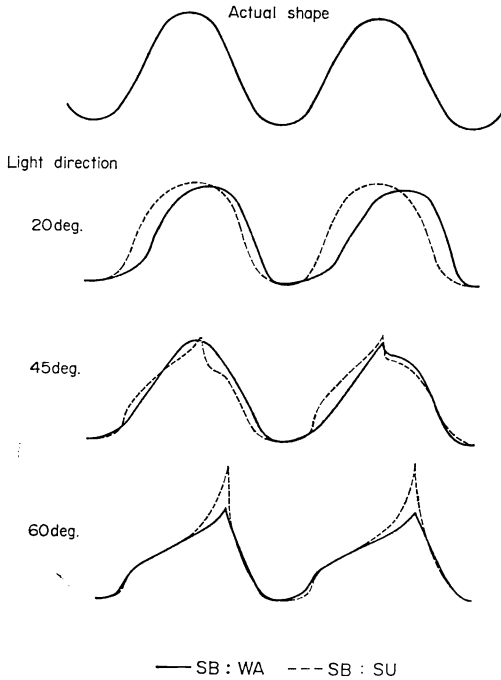 Actual shape
Light direction
20deg.
45deg.
60deg.
SB : WA SB : SU